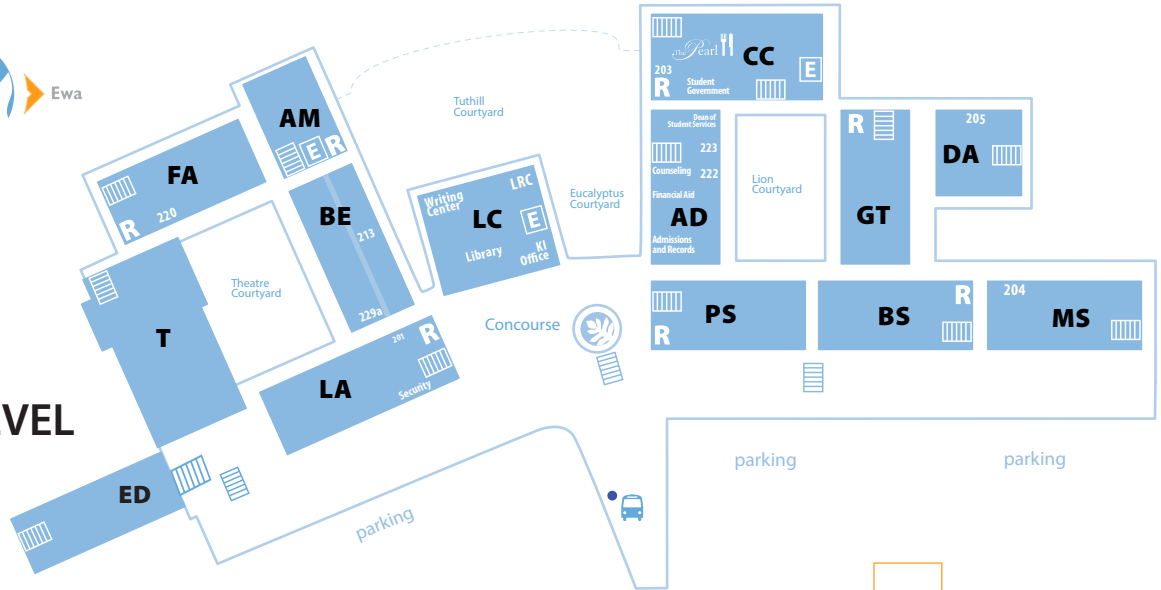 Ewa
EVEL
AM
E
R
FA
R
220
BE
213
229a
Theatre
Courtyard
T
ED
LA
201
R
Security
Tuthill
Courtyard
Writing
Center
LRC
LC
E
Library
KI
Office
Eucalyptus
Courtyard
Concourse
The Pearl
CC
203
R
Student
Government
E
Dean of
Student Services
223
Counseling
222
Financial Aid
AD
Admissions
and Records
Lion
Courtyard
R
GT
205
DA
PS
R
BS
R
204
MS
parking
parking
parking